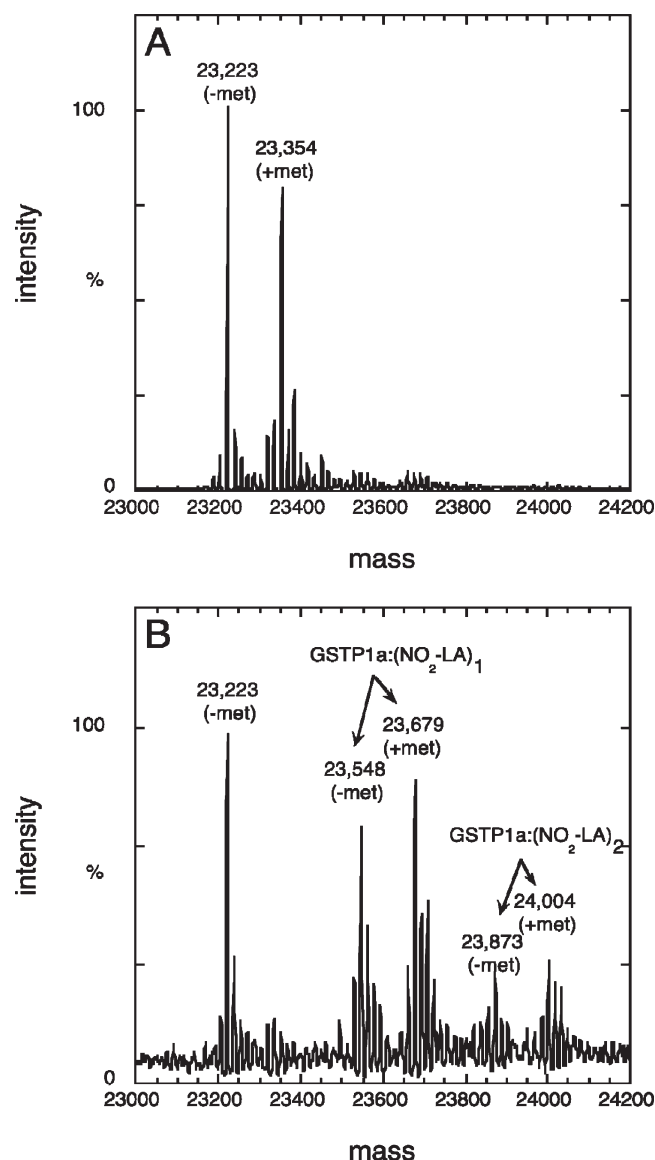 A
23,223
(-met)
23,354
(+met)
100
%
0
intensity
23000 23200 23400 23600 23800 24000 24200
mass
B
GSTP1a:(NO2-LA)1
23,223
(-met)
23,679
(+met)
23,548
(-met)
GSTP1a:(NO2-LA)2
24,004
(+met)
23,873
(-met)
100
%
0
intensity
23000 23200 23400 23600 23800 24000 24200
mass